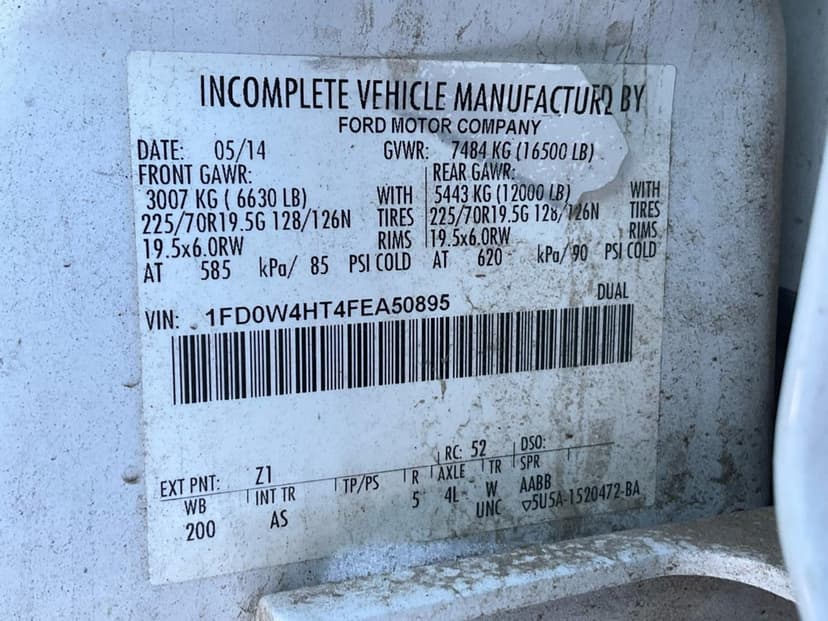 INCOMPLETE VEHICLE MANUFACTURD BY
FORD MOTOR COMPANY
DATE: 05/14 GVWR: 7484 KG (16500 LB)
FRONT GAWR: REAR GAWR:
3007 KG ( 6630 LB) WITH 5443 KG (12000 LB) WITH
225/70R19.5G 128/126N TIRES 225/70R19.5G 128/126N TIRES
19.5x6.0RW RIMS 19.5x6.0RW RIMS
AT 585 kPa/ 85 PSI COLD AT 620 kPa/90 PSI COLD
VIN: 1FD0W4HT4FEA50895 DUAL
EXT PNT: Z1 RC: 52 DSO:
WB INT TR TP/PS R AXLE TR SPR
200 AS 5 4L W AABB
UNC ▽5U5A-1520472-BA